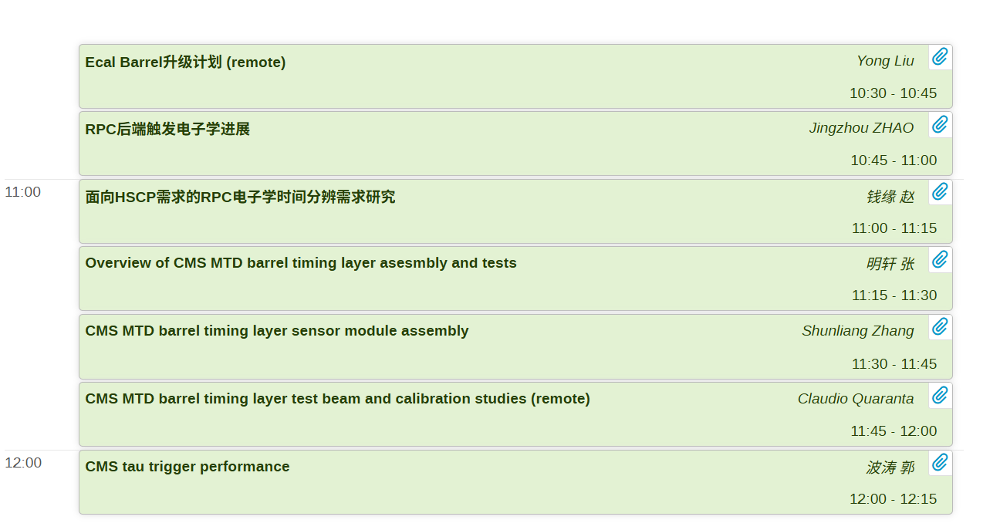 Ecal Barrel升级计划 (remote)
Yong Liu
10:30 - 10:45
RPC后端触发电子学进展
Jingzhou ZHAO
10:45 - 11:00
11:00
面向HSCP需求的RPC电子学时间分辨需求研究
钱缘 赵
11:00 - 11:15
Overview of CMS MTD barrel timing layer asesmbly and tests
明轩 张
11:15 - 11:30
CMS MTD barrel timing layer sensor module assembly
Shunliang Zhang
11:30 - 11:45
CMS MTD barrel timing layer test beam and calibration studies (remote)
Claudio Quaranta
11:45 - 12:00
12:00
CMS tau trigger performance
波涛 郭
12:00 - 12:15